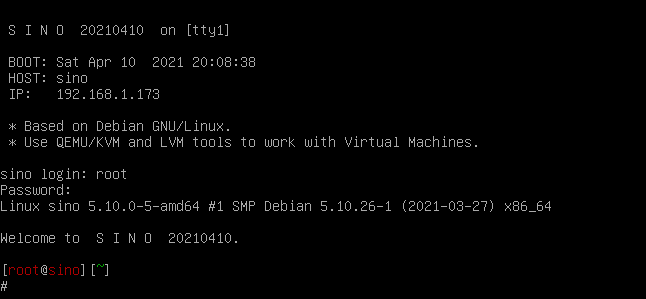 S I N O  20210410  on [tty1]
BOOT: Sat Apr 10  2021 20:08:38
HOST: sino
IP:   192.168.1.173
* Based on Debian GNU/Linux.
* Use QEMU/KVM and LVM tools to work with Virtual Machines.
sino login: root
Password:
Linux sino 5.10.0-5-amd64 #1 SMP Debian 5.10.26-1 (2021-03-27) x86_64
Welcome to  S I N O  20210410.
[root@sino][~]
#